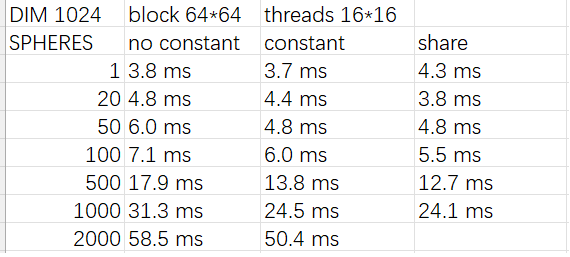 DIM 1024 block 64*64 threads 16*16
SPHERES no constant constant share
1 3.8 ms 3.7 ms 4.3 ms
20 4.8 ms 4.4 ms 3.8 ms
50 6.0 ms 4.8 ms 4.8 ms
100 7.1 ms 6.0 ms 5.5 ms
500 17.9 ms 13.8 ms 12.7 ms
1000 31.3 ms 24.5 ms 24.1 ms
2000 58.5 ms 50.4 ms